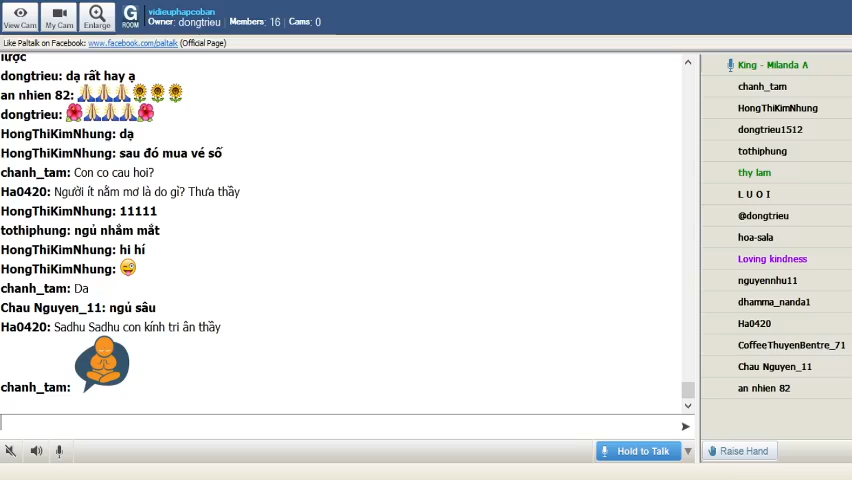 vidieuphapcoban
Owner: dongtrieu Members: 16 Cams: 0
View Cam My Cam Enlarge G ROOM
Like Paltalk on Facebook: www.facebook.com/paltalk (Official Page)
lược
dongtrieu: dạ rất hay ạ
an nhien 82: 🙏🙏🙏🌻🌻🌻
dongtrieu: 🌺🙏🙏🙏🌺
HongThiKimNhung: dạ
HongThiKimNhung: sau đó mua vé số
chanh_tam: Con co cau hoi?
Ha0420: Người ít nằm mơ là do gì? Thưa thầy
HongThiKimNhung: 11111
tothiphung: ngủ nhắm mắt
HongThiKimNhung: hi hí
HongThiKimNhung: 😜
chanh_tam: Da
Chau Nguyen_11: ngủ sâu
Ha0420: Sadhu Sadhu con kính tri ân thầy
chanh_tam:
Hold to Talk
King - Milanda A
chanh_tam
HongThiKimNhung
dongtrieu1512
tothiphung
thy lam
L U O I
@dongtrieu
hoa-sala
Loving kindness
nguyennhu11
dhamma_nanda1
Ha0420
CoffeeThuyenBentre_71
Chau Nguyen_11
an nhien 82
Raise Hand